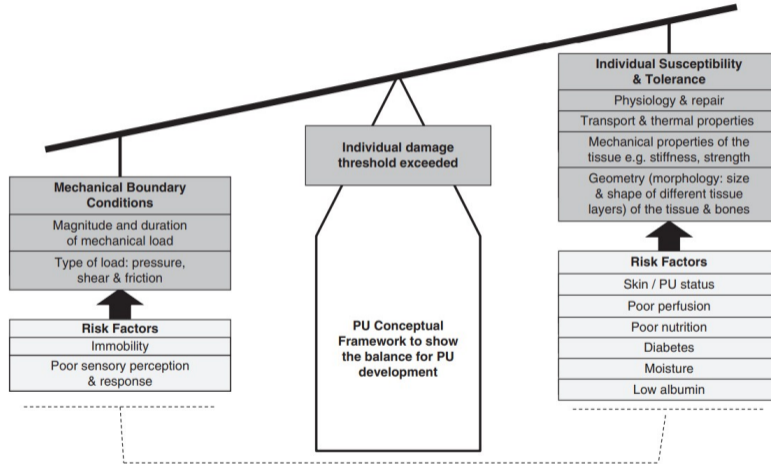 Mechanical Boundary
Conditions
Magnitude and duration
of mechanical load
Type of load: pressure,
shear & friction
Risk Factors
Immobility
Poor sensory perception
& response
Individual damage
threshold exceeded
PU Conceptual
Framework to show
the balance for PU
development
Individual Susceptibility
& Tolerance
Physiology & repair
Transport & thermal properties
Mechanical properties of the
tissue e.g. stiffness, strength
Geometry (morphology: size
& shape of different tissue
layers) of the tissue & bones
Risk Factors
Skin / PU status
Poor perfusion
Poor nutrition
Diabetes
Moisture
Low albumin